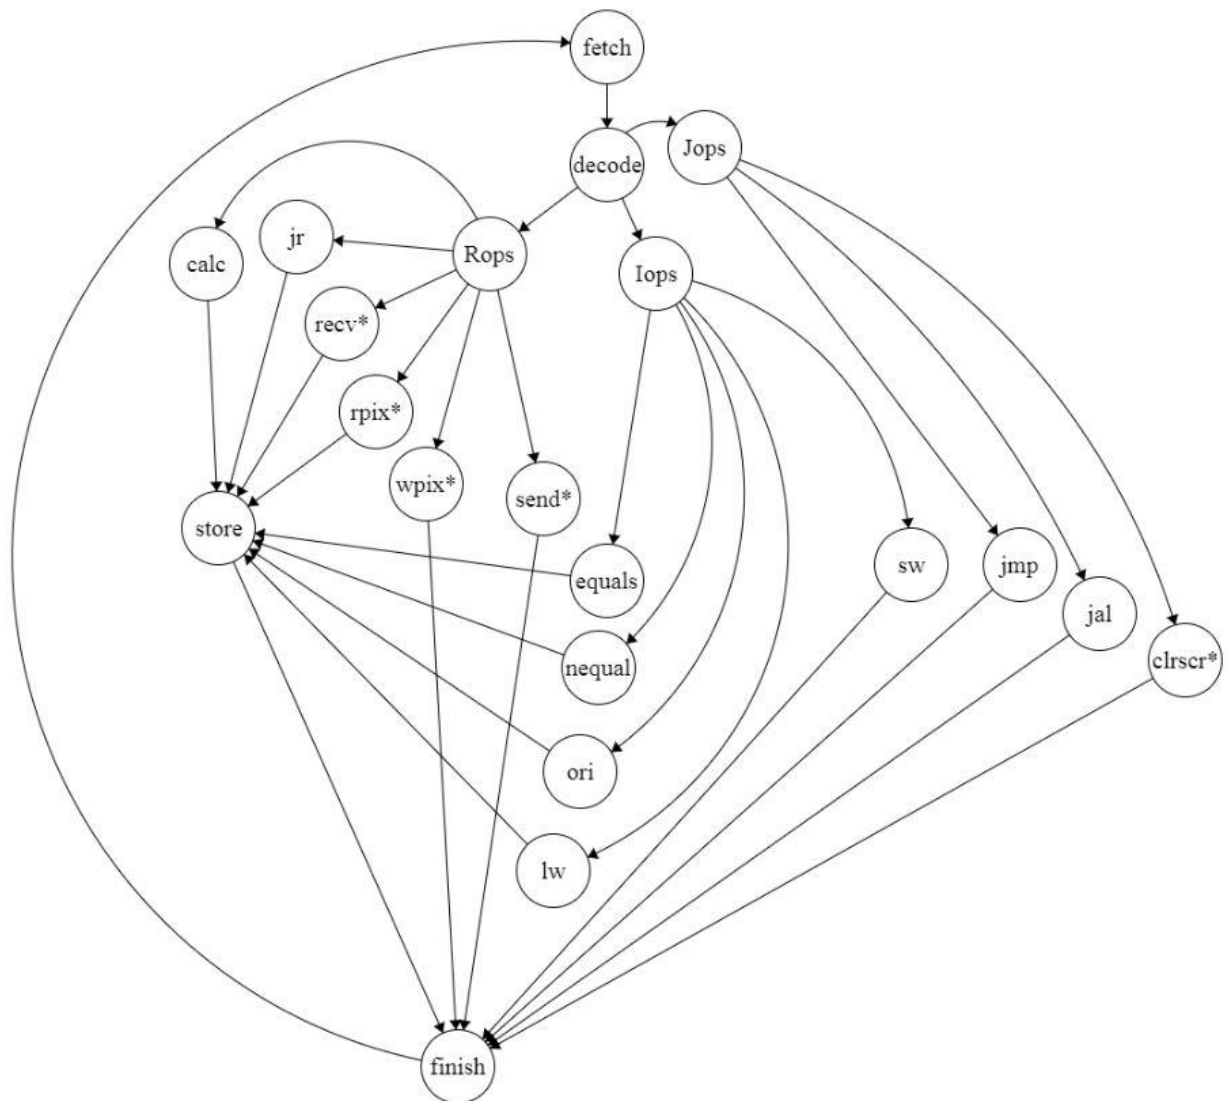 fetch
decode
Jops
calc
jr
Rops
Iops
recv*
rpix*
wpix*
send*
store
equals
sw
jmp
jal
nequal
clrscr*
ori
lw
finish